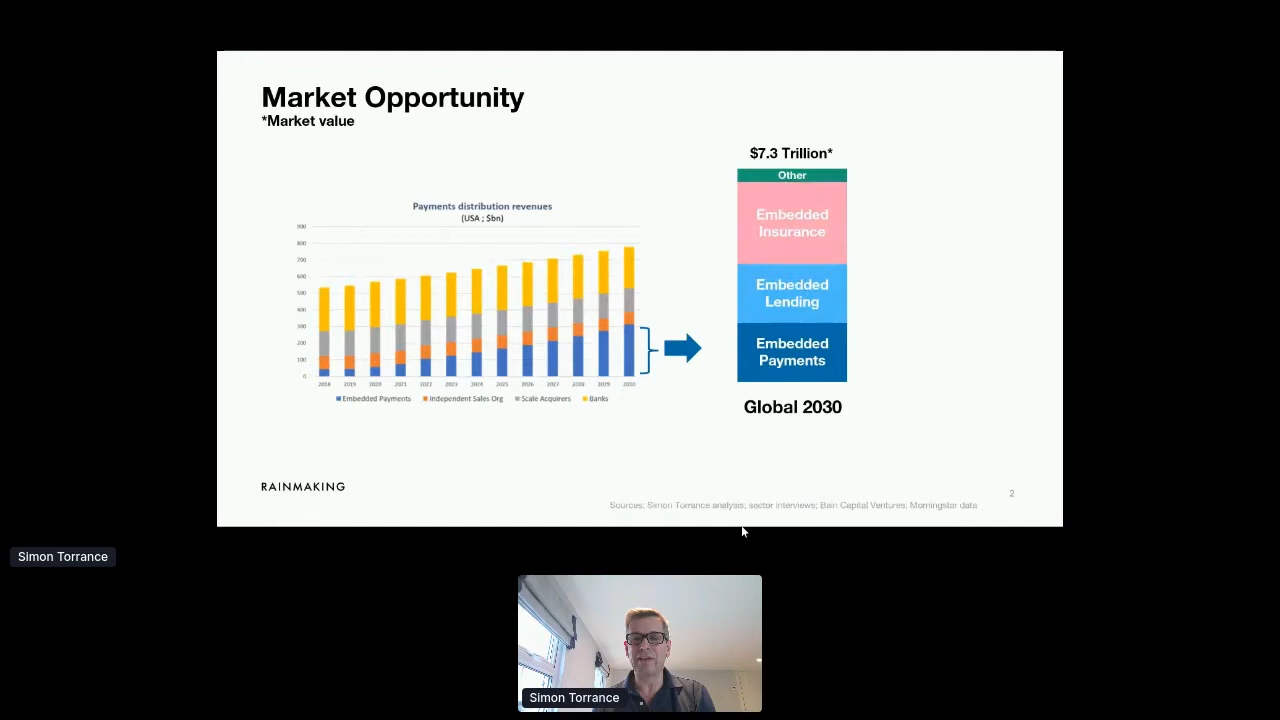 Market Opportunity
*Market value
$7.3 Trillion*
Other
Embedded
Insurance
Embedded
Lending
Embedded
Payments
Global 2030
Payments distribution revenues
(USA ; $bn)
900
800
700
600
500
400
300
200
100
0
2018 2019 2020 2021 2022 2023 2024 2025 2026 2027 2028 2029 2030
Embedded Payments Independent Sales Org Scale Acquirers Banks
RAINMAKING
2
Sources: Simon Torrance analysis; sector interviews; Bain Capital Ventures; Morningstar data
Simon Torrance
Simon Torrance